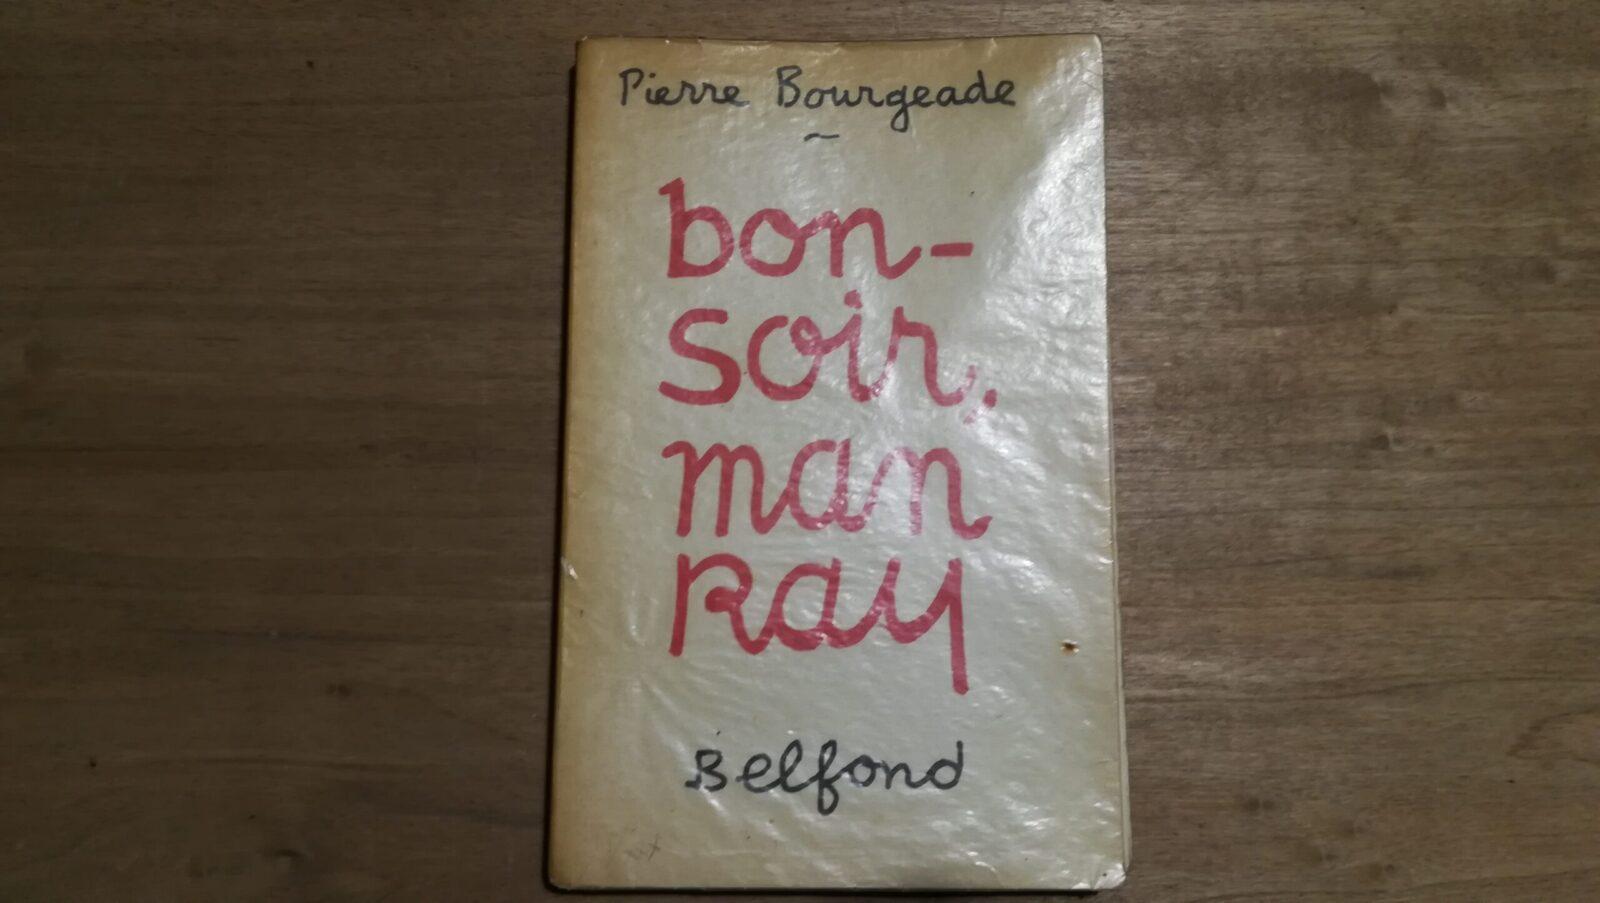 Pierre Bourgeade
~
bon-
soir,
man
Ray
Belfond